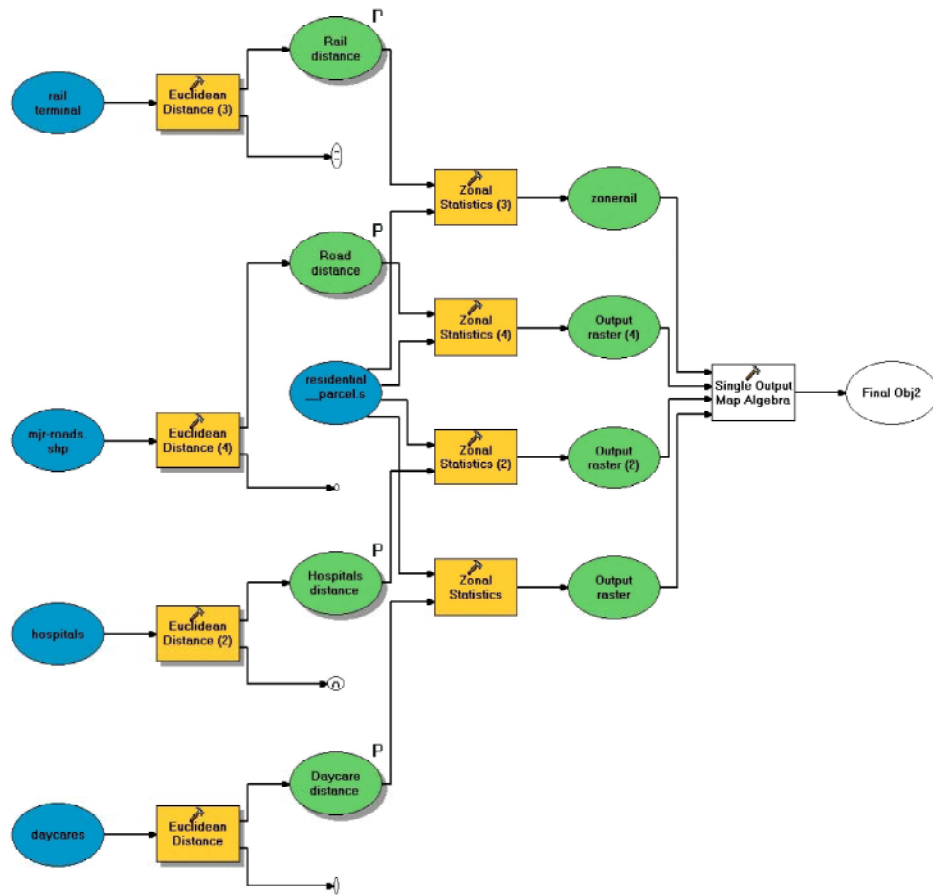 P
Rail
distance
rail
terminal
Euclidean
Distance (3)
Zonal
Statistics (3)
zonerail
P
Road
distance
Zonal
Statistics (4)
Output
raster (4)
residential
__parcel.s
Single Output
Map Algebra
Final Obj2
mjr-roads.
shp
Euclidean
Distance (4)
Zonal
Statistics (2)
Output
raster (2)
P
Hospitals
distance
Zonal
Statistics
Output
raster
hospitals
Euclidean
Distance (2)
P
Daycare
distance
daycares
Euclidean
Distance